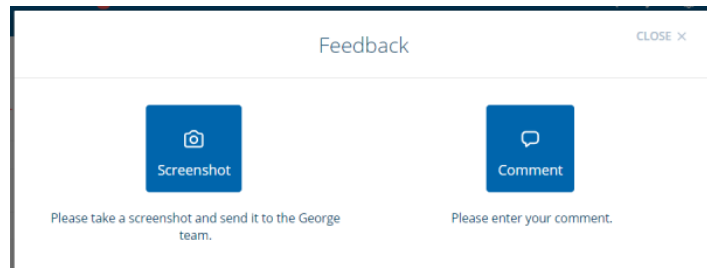 Feedback
CLOSE ×
Screenshot
Comment
Please take a screenshot and send it to the George
team.
Please enter your comment.